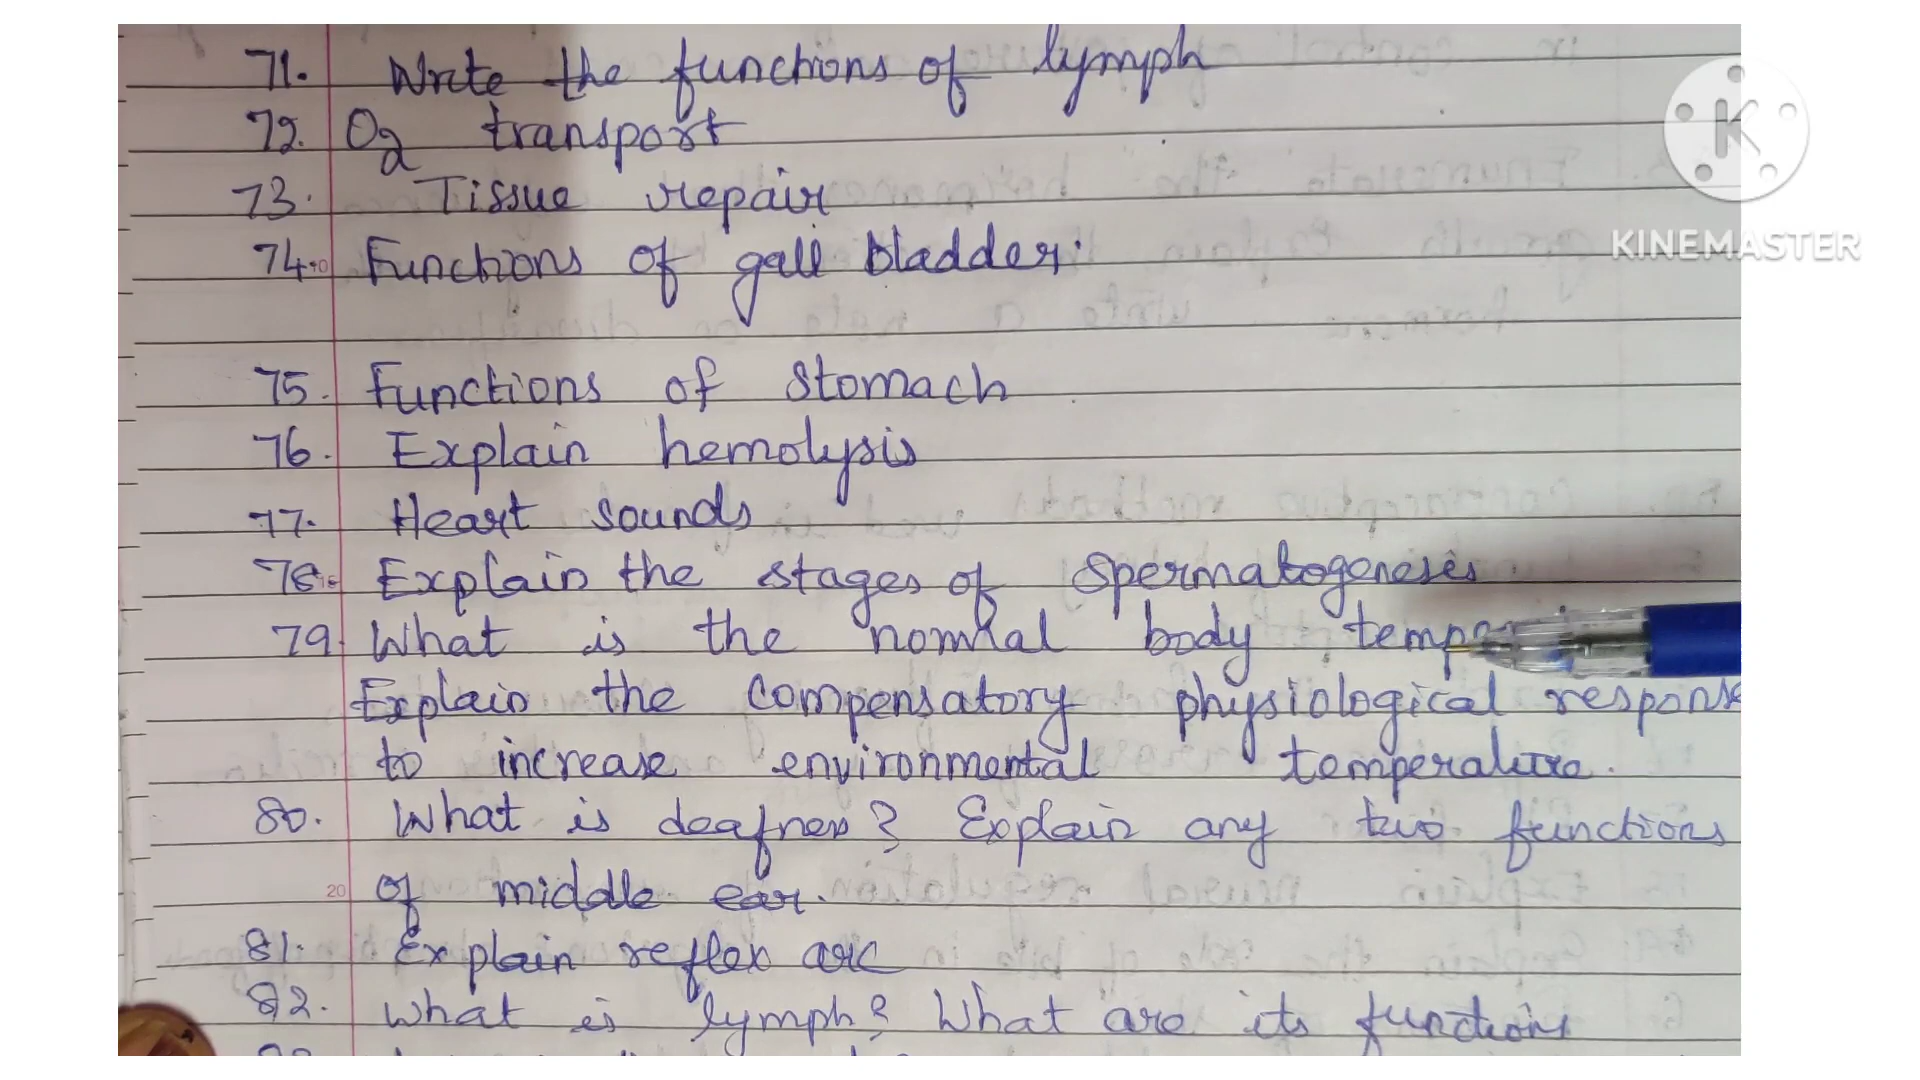 71. Write the functions of lymph
72. O2 transport
73. Tissue repair
74. Functions of gall bladder.
KINEMASTER
75. Functions of stomach
76. Explain hemolysis
77. Heart sounds
78. Explain the stages of spermatogenesis.
79. What is the nomral body temp
Explain the compensatory physiological response
to increase environmental temperature.
80. What is deafness? Explain any two functions
20 of middle ear.
81. Explain reflex arc
82. What is lymph? What are its functions